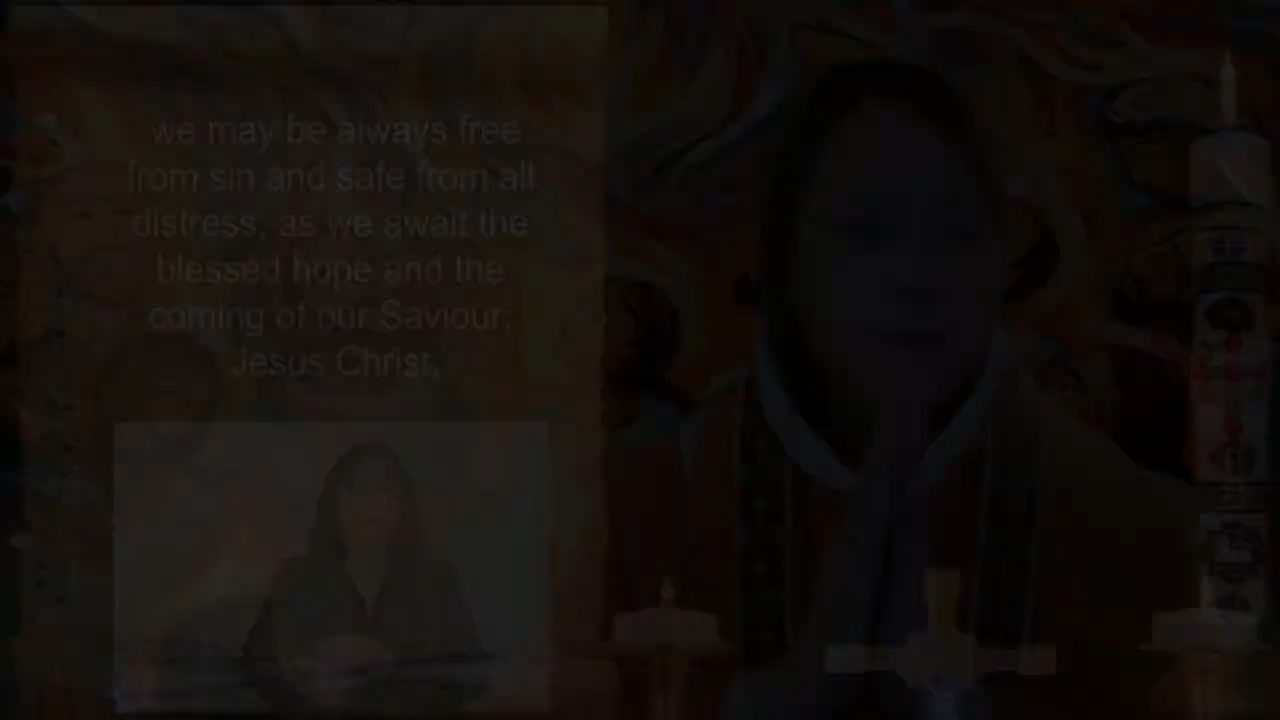 we may be always free
from sin and safe from all
distress, as we await the
blessed hope and the
coming of our Saviour,
Jesus Christ.